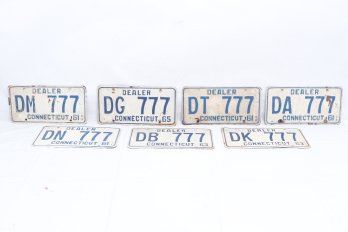 DEALER
DM 777
CONNECTICUT 61
DEALER
DG 777
CONNECTICUT 65
DEALER
DT 777
CONNECTICUT 61
DEALER
DA 777
CONNECTICUT 61
DEALER
DN 777
CONNECTICUT 61
DEALER
DB 777
CONNECTICUT 63
DEALER
DK 777
CONNECTICUT 63